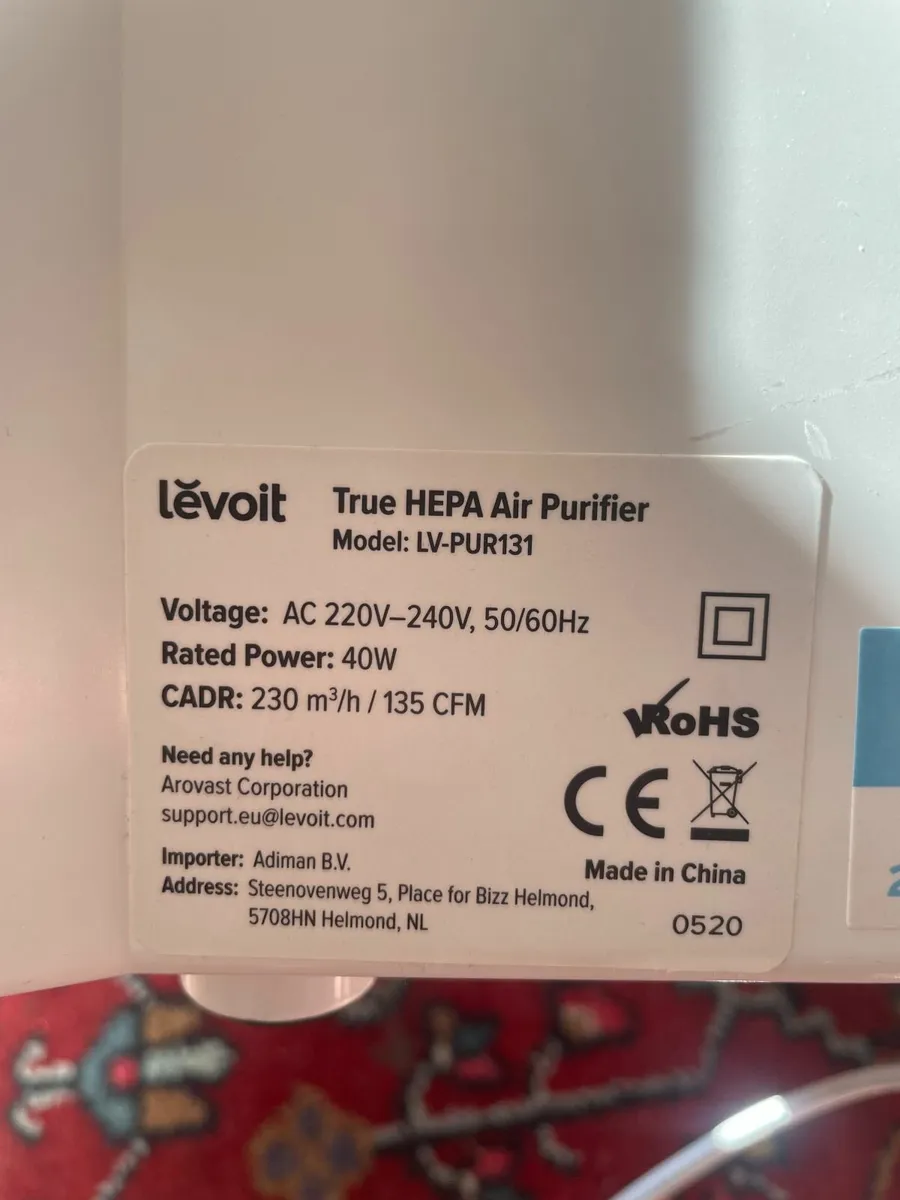 lĕvoit True HEPA Air Purifier
Model: LV-PUR131
Voltage: AC 220V–240V, 50/60Hz
Rated Power: 40W
CADR: 230 m³/h / 135 CFM
RoHS
Need any help?
Arovast Corporation
support.eu@levoit.com
CE
Importer: Adiman B.V.
Made in China
Address: Steenovenweg 5, Place for Bizz Helmond,
5708HN Helmond, NL
0520